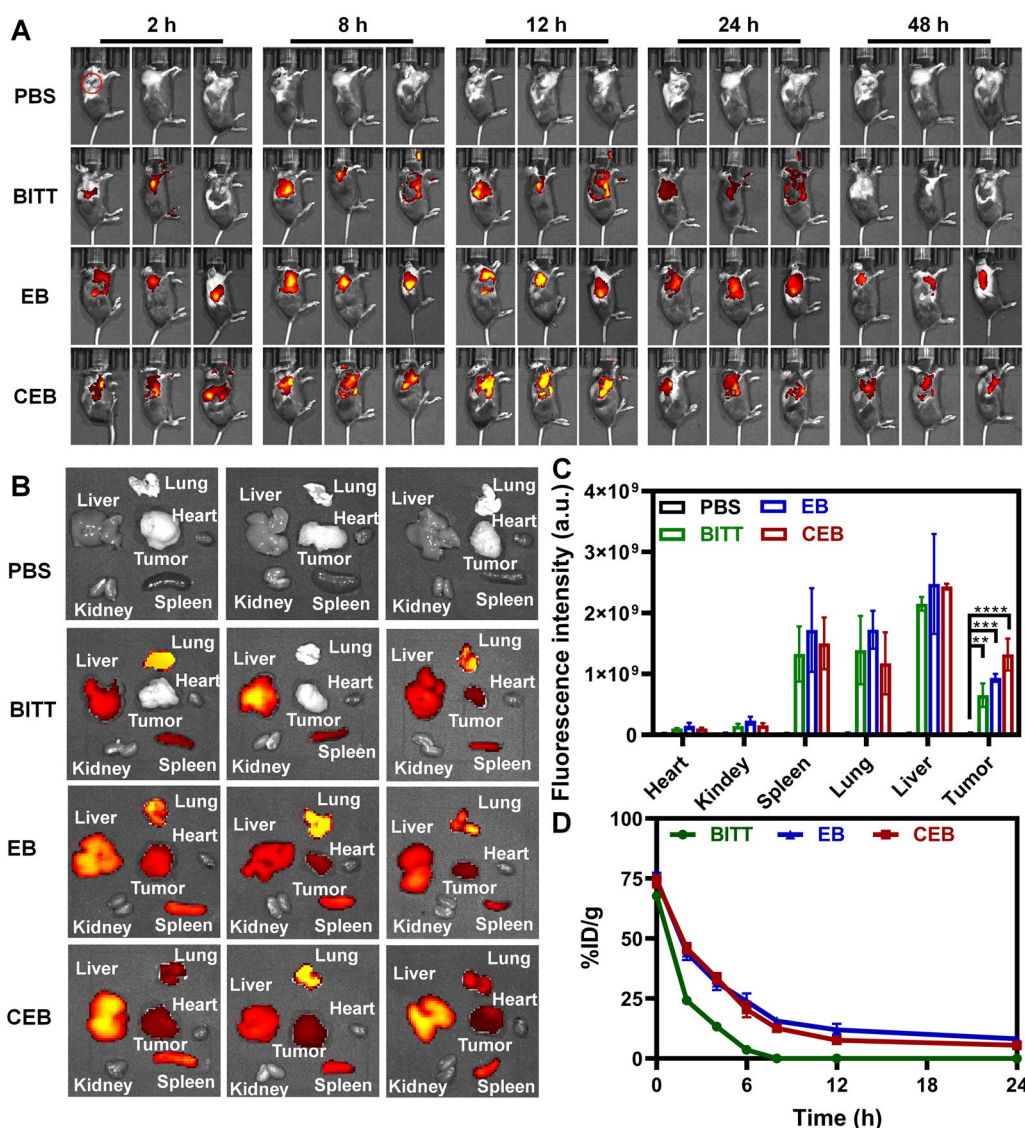 A
2 h 8 h 12 h 24 h 48 h
PBS
BITT
EB
CEB
B
PBS
Liver Lung Heart Tumor Kidney Spleen
Liver Lung Heart Tumor Kidney Spleen
Liver Lung Heart Tumor Kidney Spleen
BITT
Liver Lung Heart Tumor Kidney Spleen
Liver Lung Heart Tumor Kidney Spleen
Liver Lung Heart Tumor Kidney Spleen
EB
Liver Lung Heart Tumor Kidney Spleen
Liver Lung Heart Tumor Kidney Spleen
Liver Lung Heart Tumor Kidney Spleen
CEB
Liver Lung Heart Tumor Kidney Spleen
Liver Lung Heart Tumor Kidney Spleen
Liver Lung Heart Tumor Kidney Spleen
C
Fluorescence intensity (a.u.)
4×10⁹
3×10⁹
2×10⁹
1×10⁹
0
PBS EB
BITT CEB
****
***
**
Heart Kindey Spleen Lung Liver Tumor
D
%ID/g
100
75
50
25
0
BITT EB CEB
0 6 12 18 24
Time (h)